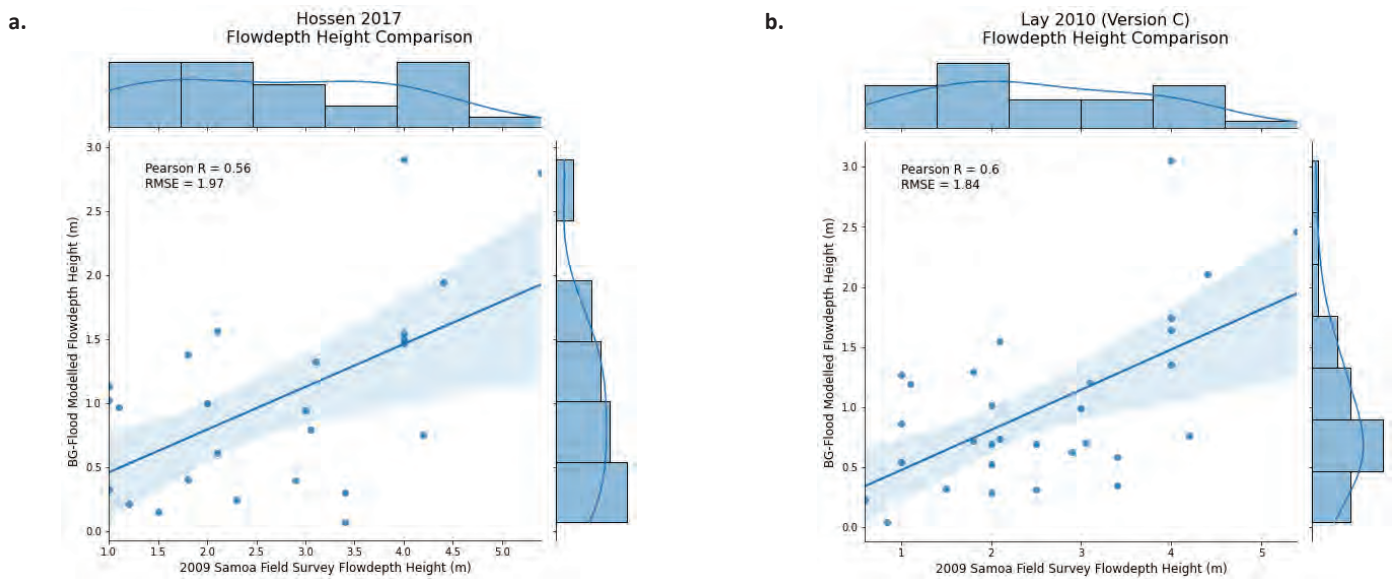 a.
Hossen 2017
Flowdepth Height Comparison
Pearson R = 0.56
RMSE = 1.97
BG-Flood Modelled Flowdepth Height (m)
3.0
2.5
2.0
1.5
1.0
0.5
0.0
1.0 1.5 2.0 2.5 3.0 3.5 4.0 4.5 5.0
2009 Samoa Field Survey Flowdepth Height (m)
b.
Lay 2010 (Version C)
Flowdepth Height Comparison
Pearson R = 0.6
RMSE = 1.84
BG-Flood Modelled Flowdepth Height (m)
3.0
2.5
2.0
1.5
1.0
0.5
0.0
1 2 3 4 5
2009 Samoa Field Survey Flowdepth Height (m)